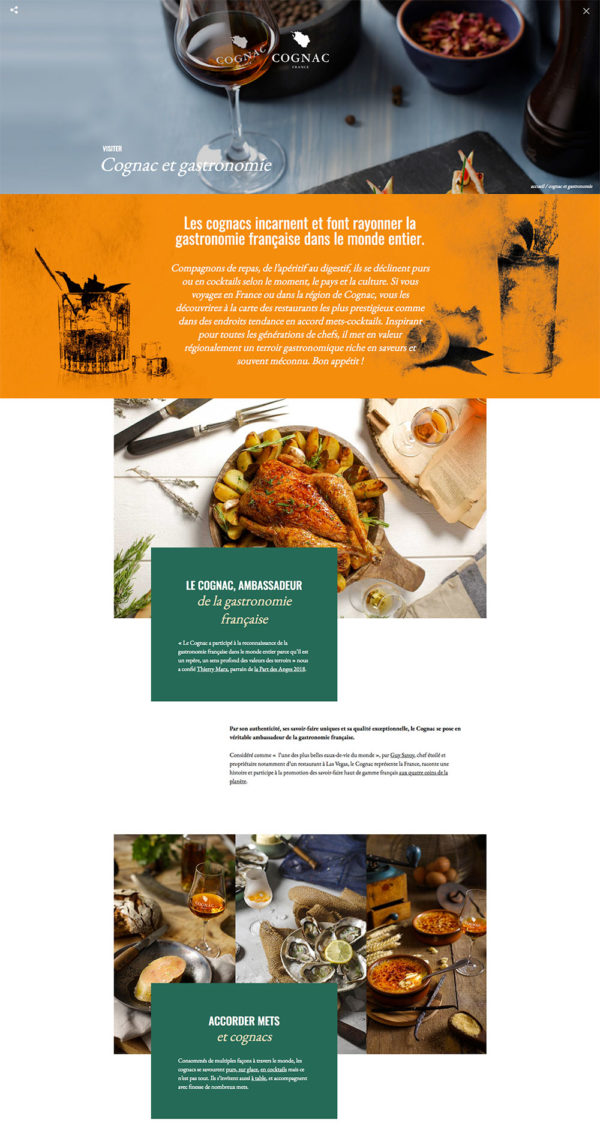 COGNAC
COGNAC
FRANCE
VISITER
Cognac et gastronomie
accueil / cognac et gastronomie
Les cognacs incarnent et font rayonner la
gastronomie française dans le monde entier.
Compagnons de repas, de l'apéritif au digestif, ils se déclinent purs
ou en cocktails selon le moment, le pays et la culture. Si vous
voyagez en France ou dans la région de Cognac, vous les
découvrirez à la carte des restaurants les plus prestigieux comme
dans des endroits tendance en accord mets-cocktails. Inspirant
pour toutes les générations de chefs, il met en valeur
régionalement un terroir gastronomique riche en saveurs et
souvent méconnu. Bon appétit !
LE COGNAC, AMBASSADEUR
de la gastronomie
française
« Le Cognac a participé à la reconnaissance de la
gastronomie française dans le monde entier parce qu'il est
un repère, un sens profond des valeurs des terroirs » nous
a confié Thierry Marx, parrain de la Part des Anges 2018.
Par son authenticité, ses savoir-faire uniques et sa qualité exceptionnelle, le Cognac se pose en
véritable ambassadeur de la gastronomie française.
Considéré comme « l'une des plus belles eaux-de-vie du monde », par Guy Savoy, chef étoilé et
propriétaire notamment d'un restaurant à Las Vegas, le Cognac représente la France, raconte une
histoire et participe à la promotion des savoir-faire haut de gamme français aux quatre coins de la
planète.
COGNAC
ACCORDER METS
et cognacs
Consommés de multiples façons à travers le monde, les
cognacs se savourent purs, sur glace, en cocktails mais ce
n'est pas tout. Ils s'invitent aussi à table, et accompagnent
avec finesse de nombreux mets.